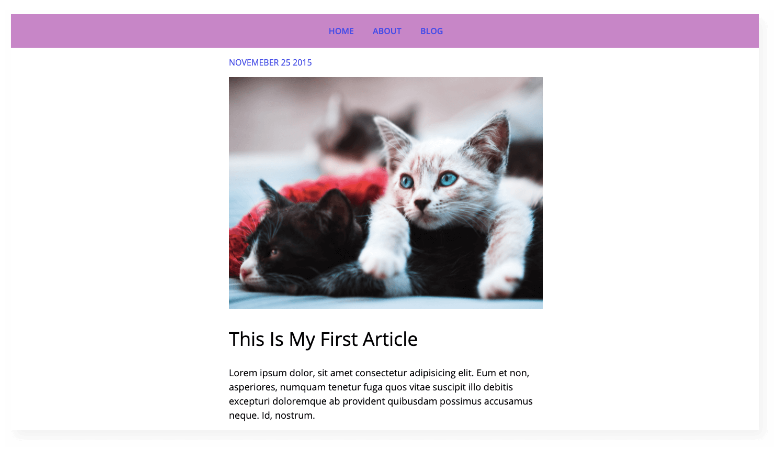 HOME ABOUT BLOG
NOVEMEBER 25 2015
This Is My First Article
Lorem ipsum dolor, sit amet consectetur adipisicing elit. Eum et non,
asperiores, numquam tenetur fuga quos vitae suscipit illo debitis
excepturi doloremque ab provident quibusdam possimus accusamus
neque. Id, nostrum.